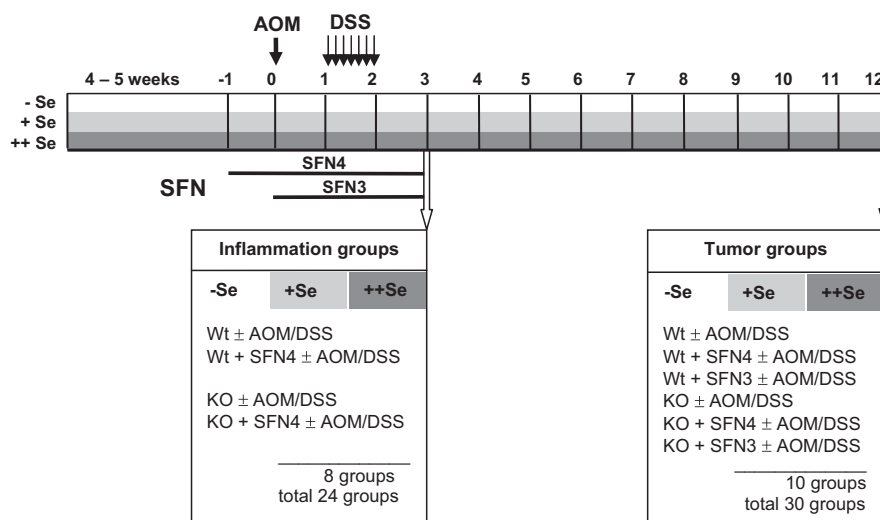 AOM DSS
4 – 5 weeks -1 0 1 2 3 4 5 6 7 8 9 10 11 12
- Se
+ Se
++ Se
SFN4
SFN
SFN3
Inflammation groups
-Se +Se ++Se
Wt ± AOM/DSS
Wt + SFN4 ± AOM/DSS
KO ± AOM/DSS
KO + SFN4 ± AOM/DSS
8 groups
total 24 groups
Tumor groups
-Se +Se ++Se
Wt ± AOM/DSS
Wt + SFN4 ± AOM/DSS
Wt + SFN3 ± AOM/DSS
KO ± AOM/DSS
KO + SFN4 ± AOM/DSS
KO + SFN3 ± AOM/DSS
10 groups
total 30 groups